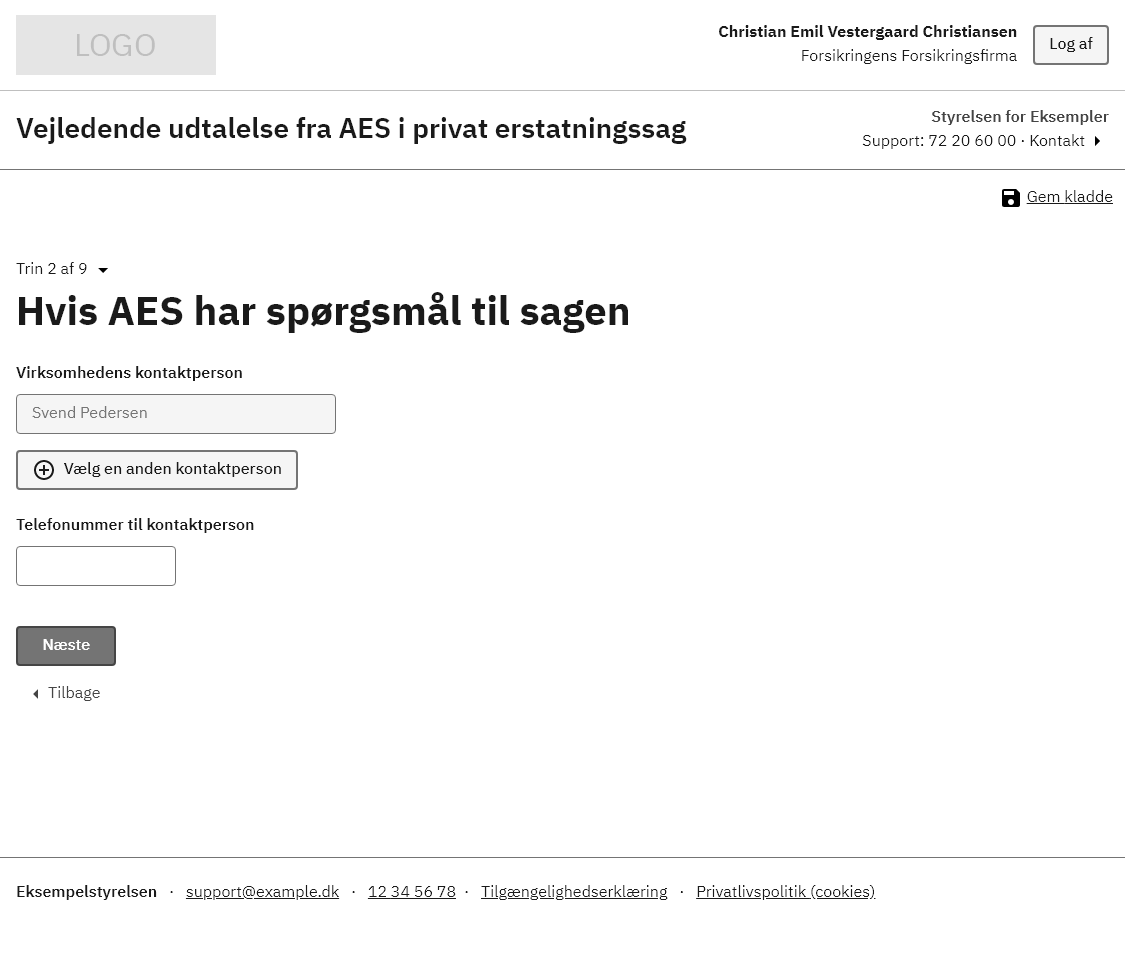 LOGO
Christian Emil Vestergaard Christiansen
Forsikringens Forsikringsfirma
Log af
Vejledende udtalelse fra AES i privat erstatningssag
Styrelsen for Eksempler
Support: 72 20 60 00 · Kontakt
Gem kladde
Trin 2 af 9
Hvis AES har spørgsmål til sagen
Virksomhedens kontaktperson
Svend Pedersen
Vælg en anden kontaktperson
Telefonummer til kontaktperson
Næste
Tilbage
Eksempelstyrelsen · support@example.dk · 12 34 56 78 · Tilgængelighedserklæring · Privatlivspolitik (cookies)